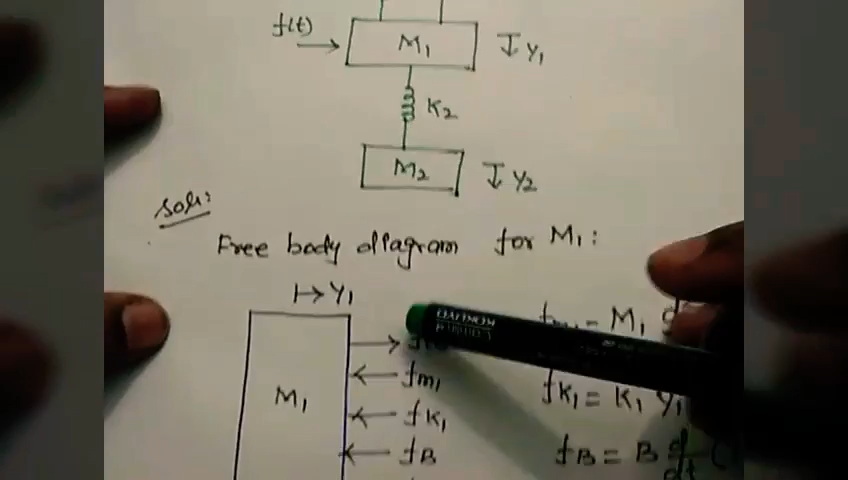 f(t)
M1
Y1
K2
M2
Y2
Soln:
Free body diagram for M1:
Y1
M1
fm1
fK1
fB
= M1 d
fK1 = K1 Y1
fB = B d/dt (